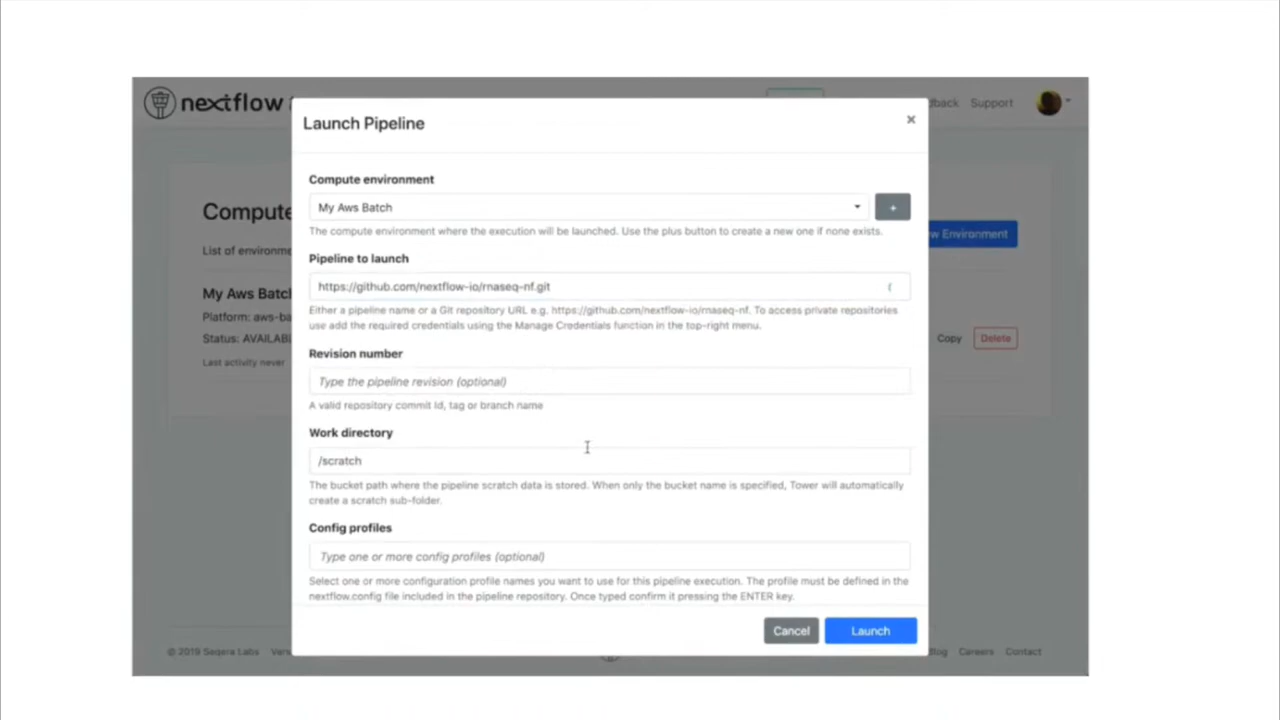 nextflow
Launch Pipeline
×
dback
Support
Compute environment
My Aws Batch
+
The compute environment where the execution will be launched. Use the plus button to create a new one if none exists.
Pipeline to launch
https://github.com/nextflow-io/rnaseq-nf.git
Either a pipeline name or a Git repository URL e.g. https://github.com/nextflow-io/rnaseq-nf. To access private repositories
use add the required credentials using the Manage Credentials function in the top-right menu.
Revision number
Type the pipeline revision (optional)
A valid repository commit Id, tag or branch name
Work directory
/scratch
The bucket path where the pipeline scratch data is stored. When only the bucket name is specified, Tower will automatically
create a scratch sub-folder.
Config profiles
Type one or more config profiles (optional)
Select one or more configuration profile names you want to use for this pipeline execution. The profile must be defined in the
nextflow.config file included in the pipeline repository. Once typed confirm it pressing the ENTER key.
Cancel
Launch
Compute
List of environme
w Environment
My Aws Batch
Platform: aws-ba
Status: AVAILABL
Last activity never
Copy
Delete
© 2019 Seqera Labs
Vers
Blog
Careers
Contact